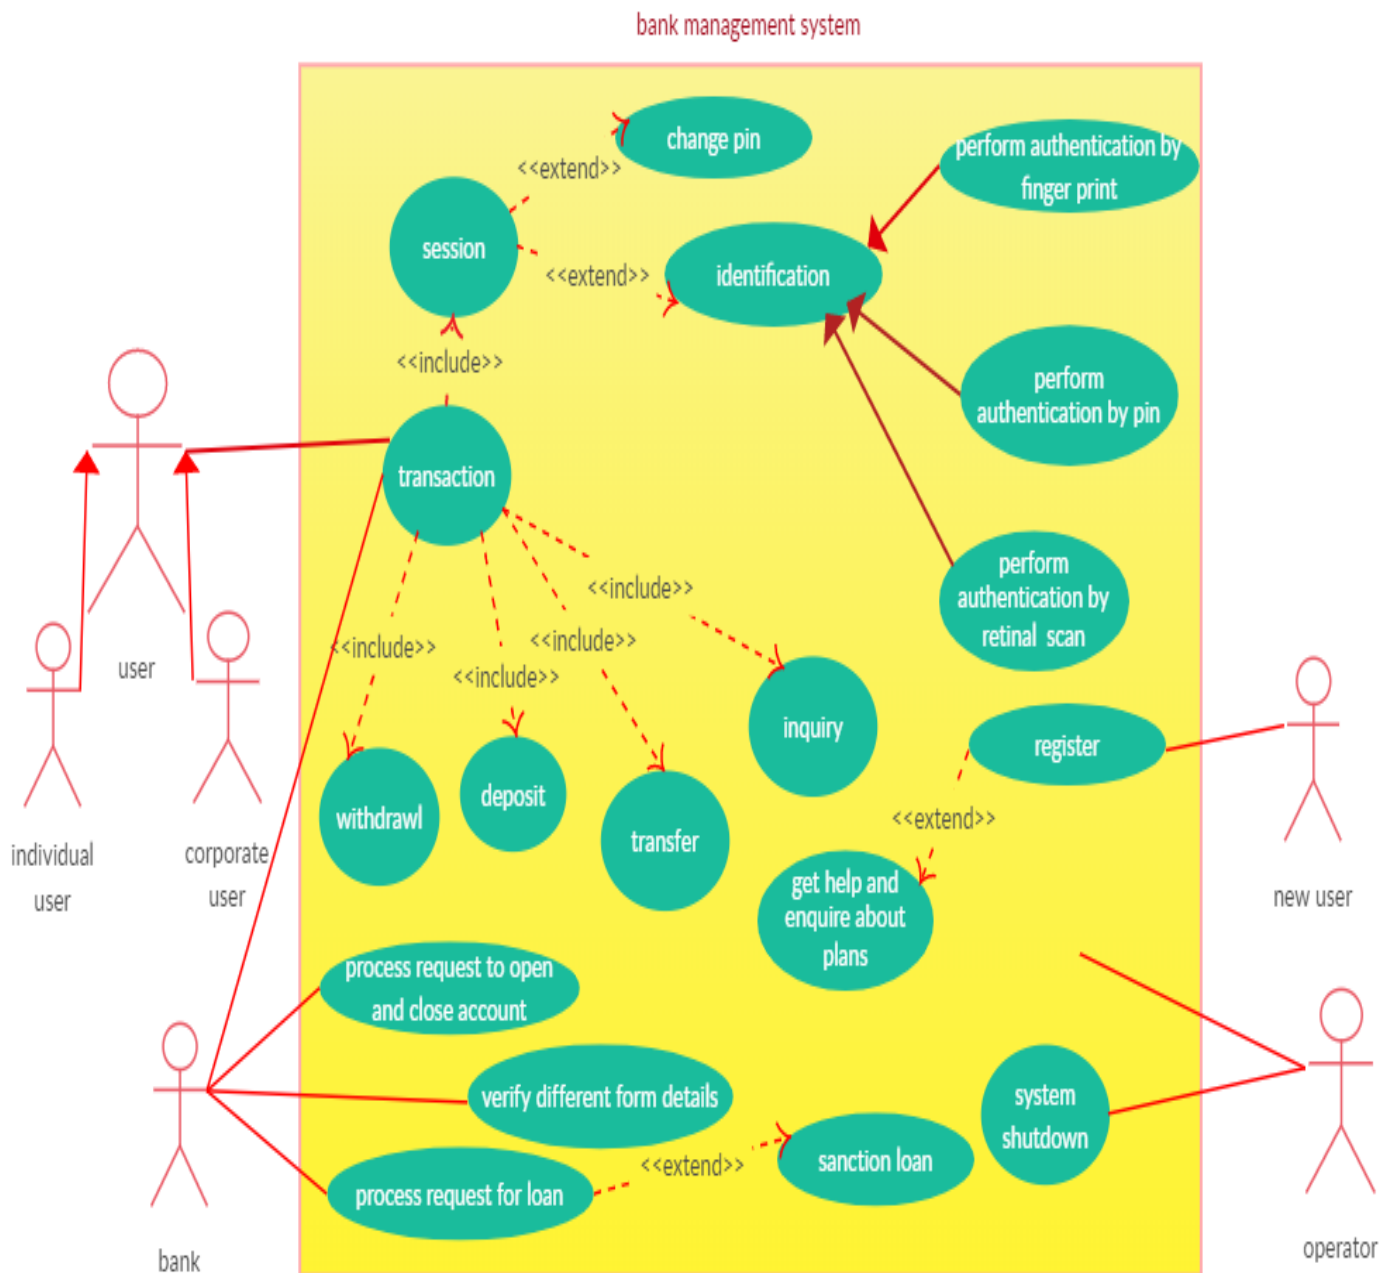 bank management system
change pin
perform authentication by
finger print
<<extend>>
session
<<extend>>
identification
<<include>>
perform
authentication by pin
transaction
perform
authentication by
retinal scan
<<include>>
<<include>>
<<include>>
<<include>>
user
inquiry
register
withdrawl
deposit
transfer
<<extend>>
individual
user
corporate
user
get help and
enquire about
plans
new user
process request to open
and close account
verify different form details
system
shutdown
<<extend>>
sanction loan
process request for loan
bank
operator